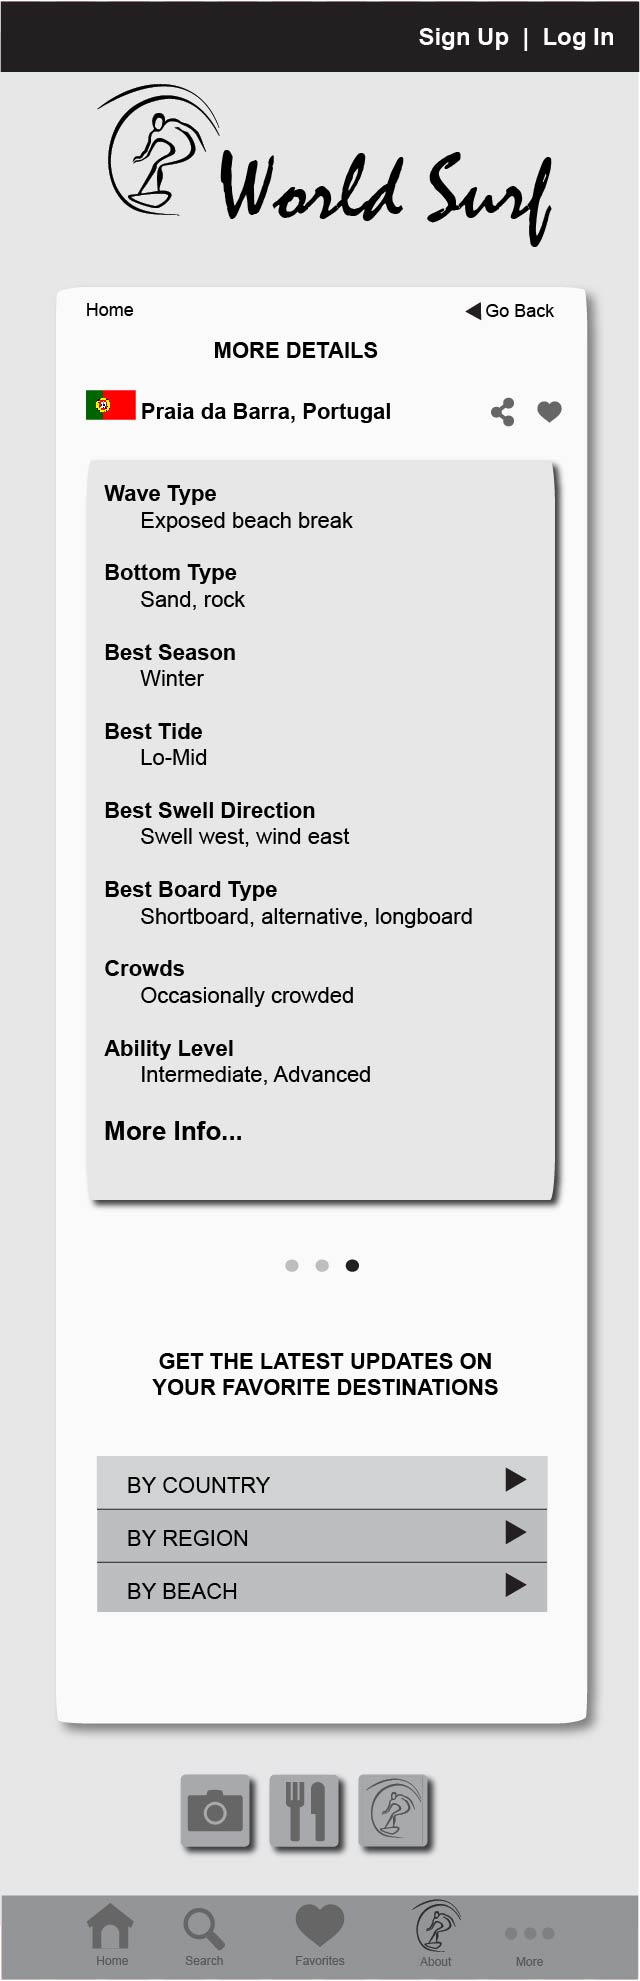 Sign Up | Log In
World Surf
Home
Go Back
MORE DETAILS
Praia da Barra, Portugal
Wave Type
Exposed beach break
Bottom Type
Sand, rock
Best Season
Winter
Best Tide
Lo-Mid
Best Swell Direction
Swell west, wind east
Best Board Type
Shortboard, alternative, longboard
Crowds
Occasionally crowded
Ability Level
Intermediate, Advanced
More Info...
GET THE LATEST UPDATES ON
YOUR FAVORITE DESTINATIONS
BY COUNTRY
BY REGION
BY BEACH
Home
Search
Favorites
About
More